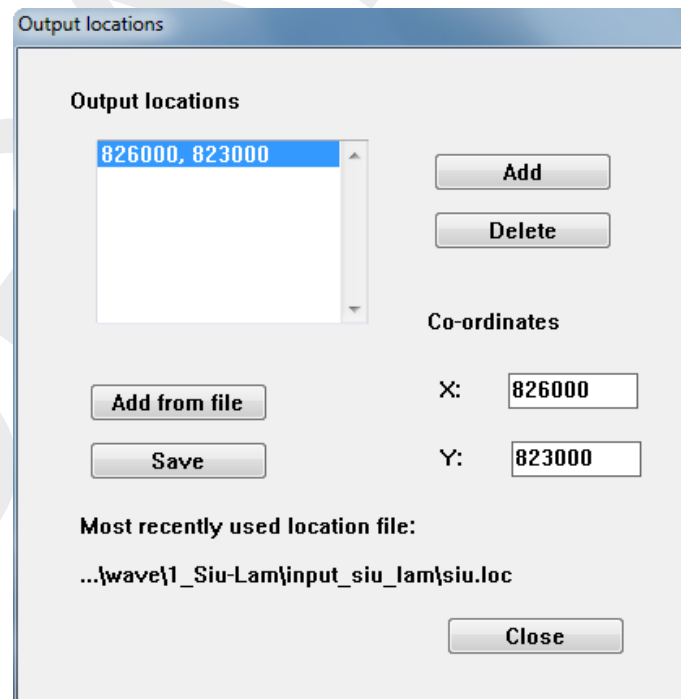 Output locations
Output locations
826000, 823000
Add
Delete
Co-ordinates
X: 826000
Add from file
Y: 823000
Save
Most recently used location file:
...\wave\1_Siu-Lam\input_siu_lam\siu.loc
Close